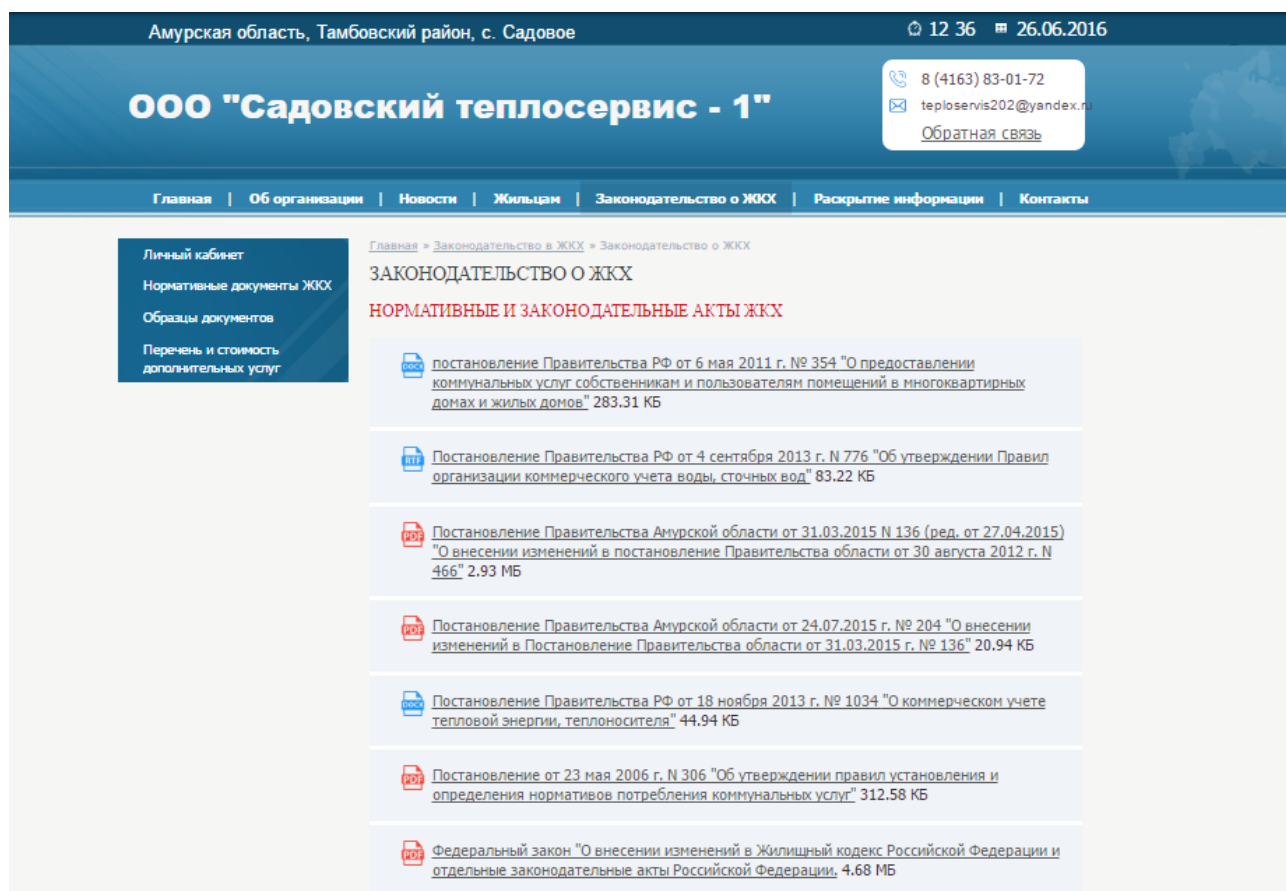 Амурская область, Тамбовский район, с. Садовое
12 36 26.06.2016
ООО "Садовский теплосервис - 1"
8 (4163) 83-01-72
teploservis202@yandex.ru
Обратная связь
Главная | Об организации | Новости | Жильцам | Законодательство о ЖКХ | Раскрытие информации | Контакты
Личный кабинет
Нормативные документы ЖКХ
Образцы документов
Перечень и стоимость
дополнительных услуг
Главная » Законодательство в ЖКХ » Законодательство о ЖКХ
ЗАКОНОДАТЕЛЬСТВО О ЖКХ
НОРМАТИВНЫЕ И ЗАКОНОДАТЕЛЬНЫЕ АКТЫ ЖКХ
DOCX постановление Правительства РФ от 6 мая 2011 г. № 354 "О предоставлении
коммунальных услуг собственникам и пользователям помещений в многоквартирных
домах и жилых домов" 283.31 КБ
RTF Постановление Правительства РФ от 4 сентября 2013 г. N 776 "Об утверждении Правил
организации коммерческого учета воды, сточных вод" 83.22 КБ
PDF Постановление Правительства Амурской области от 31.03.2015 N 136 (ред. от 27.04.2015)
"О внесении изменений в постановление Правительства области от 30 августа 2012 г. N
466" 2.93 МБ
PDF Постановление Правительства Амурской области от 24.07.2015 г. № 204 "О внесении
изменений в Постановление Правительства области от 31.03.2015 г. № 136" 20.94 КБ
DOCX Постановление Правительства РФ от 18 ноября 2013 г. № 1034 "О коммерческом учете
тепловой энергии, теплоносителя" 44.94 КБ
PDF Постановление от 23 мая 2006 г. N 306 "Об утверждении правил установления и
определения нормативов потребления коммунальных услуг" 312.58 КБ
PDF Федеральный закон "О внесении изменений в Жилищный кодекс Российской Федерации и
отдельные законодательные акты Российской Федерации. 4.68 МБ